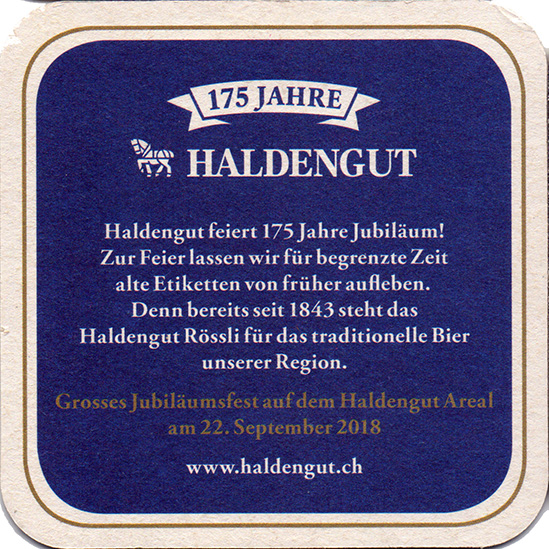 175 JAHRE
HALDENGUT
Haldengut feiert 175 Jahre Jubiläum!
Zur Feier lassen wir für begrenzte Zeit
alte Etiketten von früher aufleben.
Denn bereits seit 1843 steht das
Haldengut Rössli für das traditionelle Bier
unserer Region.
Grosses Jubiläumsfest auf dem Haldengut Areal
am 22. September 2018
www.haldengut.ch